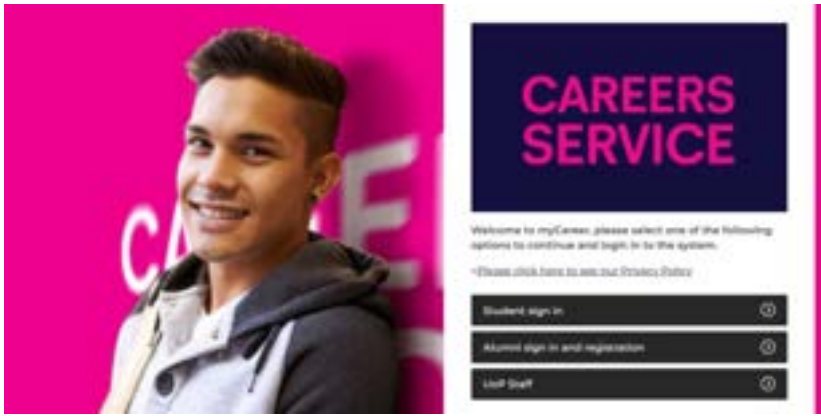 CA
E
CAREERS
SERVICE
Welcome to myCareer, please select one of the following
options to continue and login in to the system.
Please click here to see our Privacy Policy
Student sign in
Alumni sign in and registration
UoP Staff